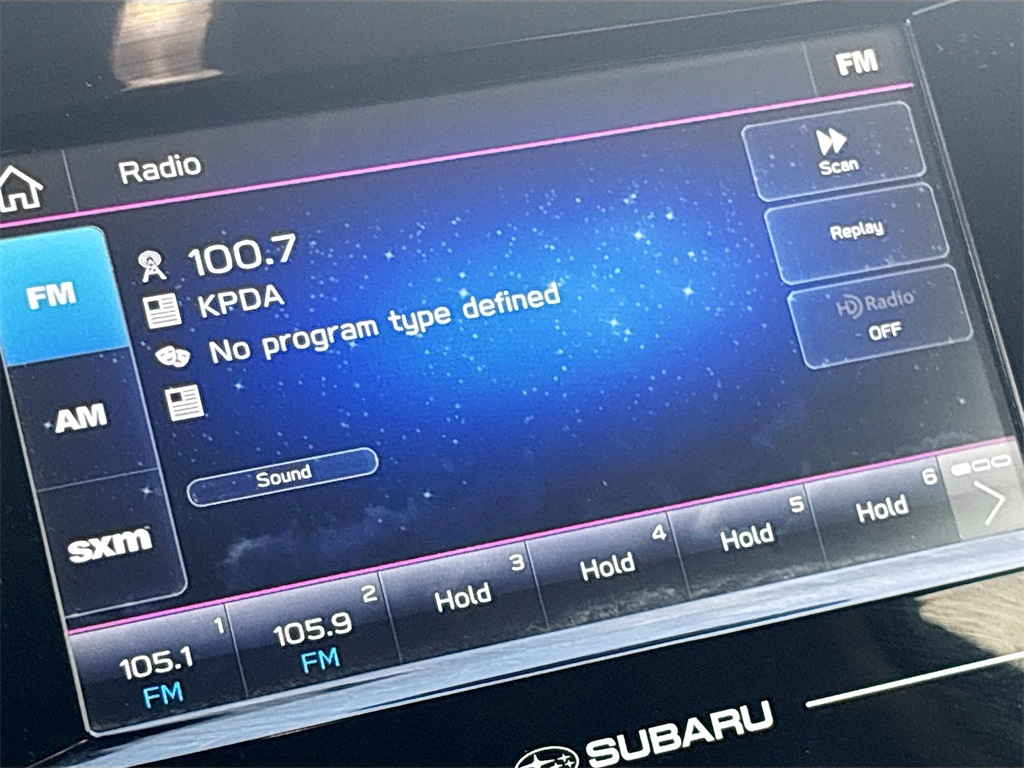 Radio
FM
FM
AM
sxm
100.7
KPDA
No program type defined
Sound
Scan
Replay
HD Radio
OFF
1
105.1
FM
2
105.9
FM
3
Hold
4
Hold
5
Hold
6
Hold
SUBARU